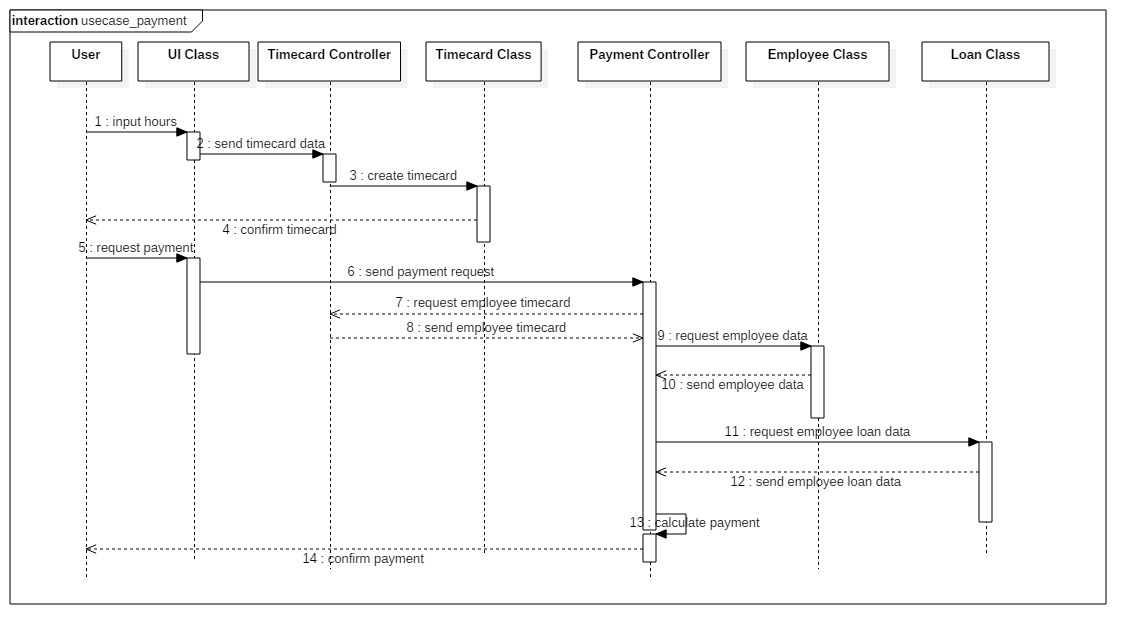 interaction usecase_payment
User
UI Class
Timecard Controller
Timecard Class
Payment Controller
Employee Class
Loan Class
1 : input hours
2 : send timecard data
3 : create timecard
4 : confirm timecard
5 : request payment
6 : send payment request
7 : request employee timecard
8 : send employee timecard
9 : request employee data
10 : send employee data
11 : request employee loan data
12 : send employee loan data
13 : calculate payment
14 : confirm payment